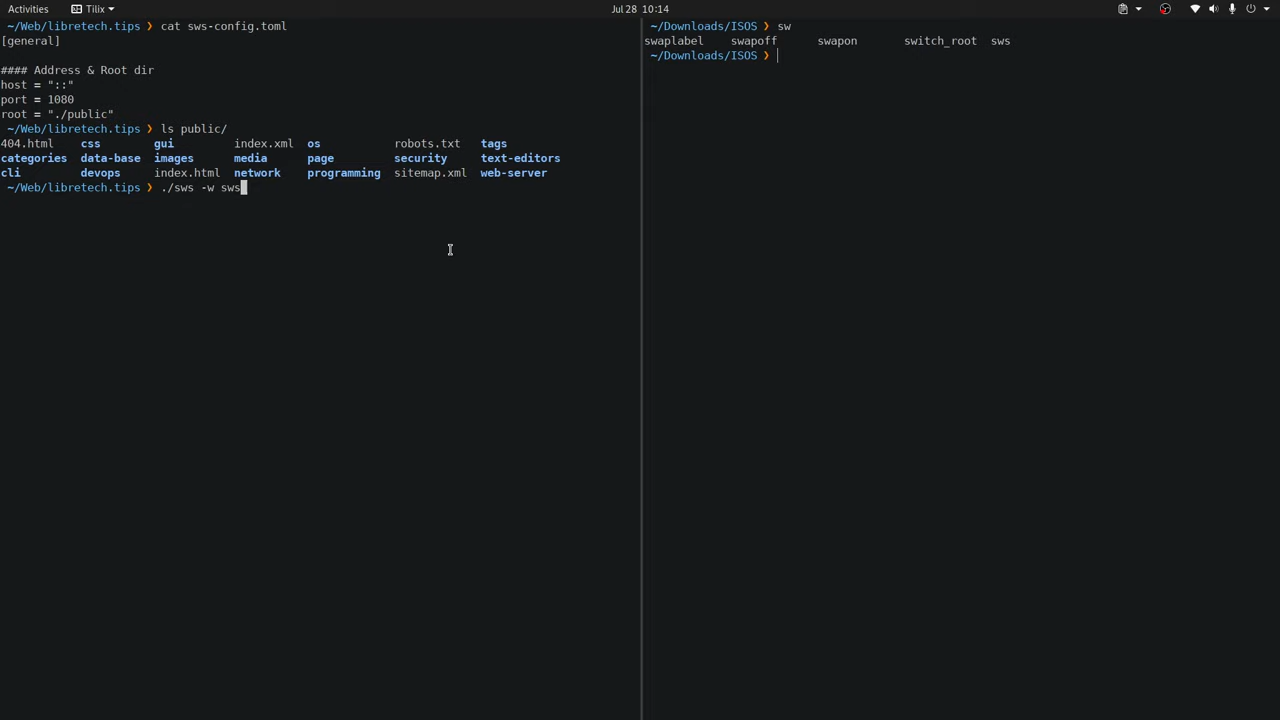 Activities Tilix Jul 28 10:14
~/Web/libretech.tips ❯ cat sws-config.toml
[general]
#### Address & Root dir
host = "::"
port = 1080
root = "./public"
~/Web/libretech.tips ❯ ls public/
404.html css gui index.xml os robots.txt tags
categories data-base images media page security text-editors
cli devops index.html network programming sitemap.xml web-server
~/Web/libretech.tips ❯ ./sws -w sws
~/Downloads/ISOS ❯ sw
swaplabel swapoff swapon switch_root sws
~/Downloads/ISOS ❯